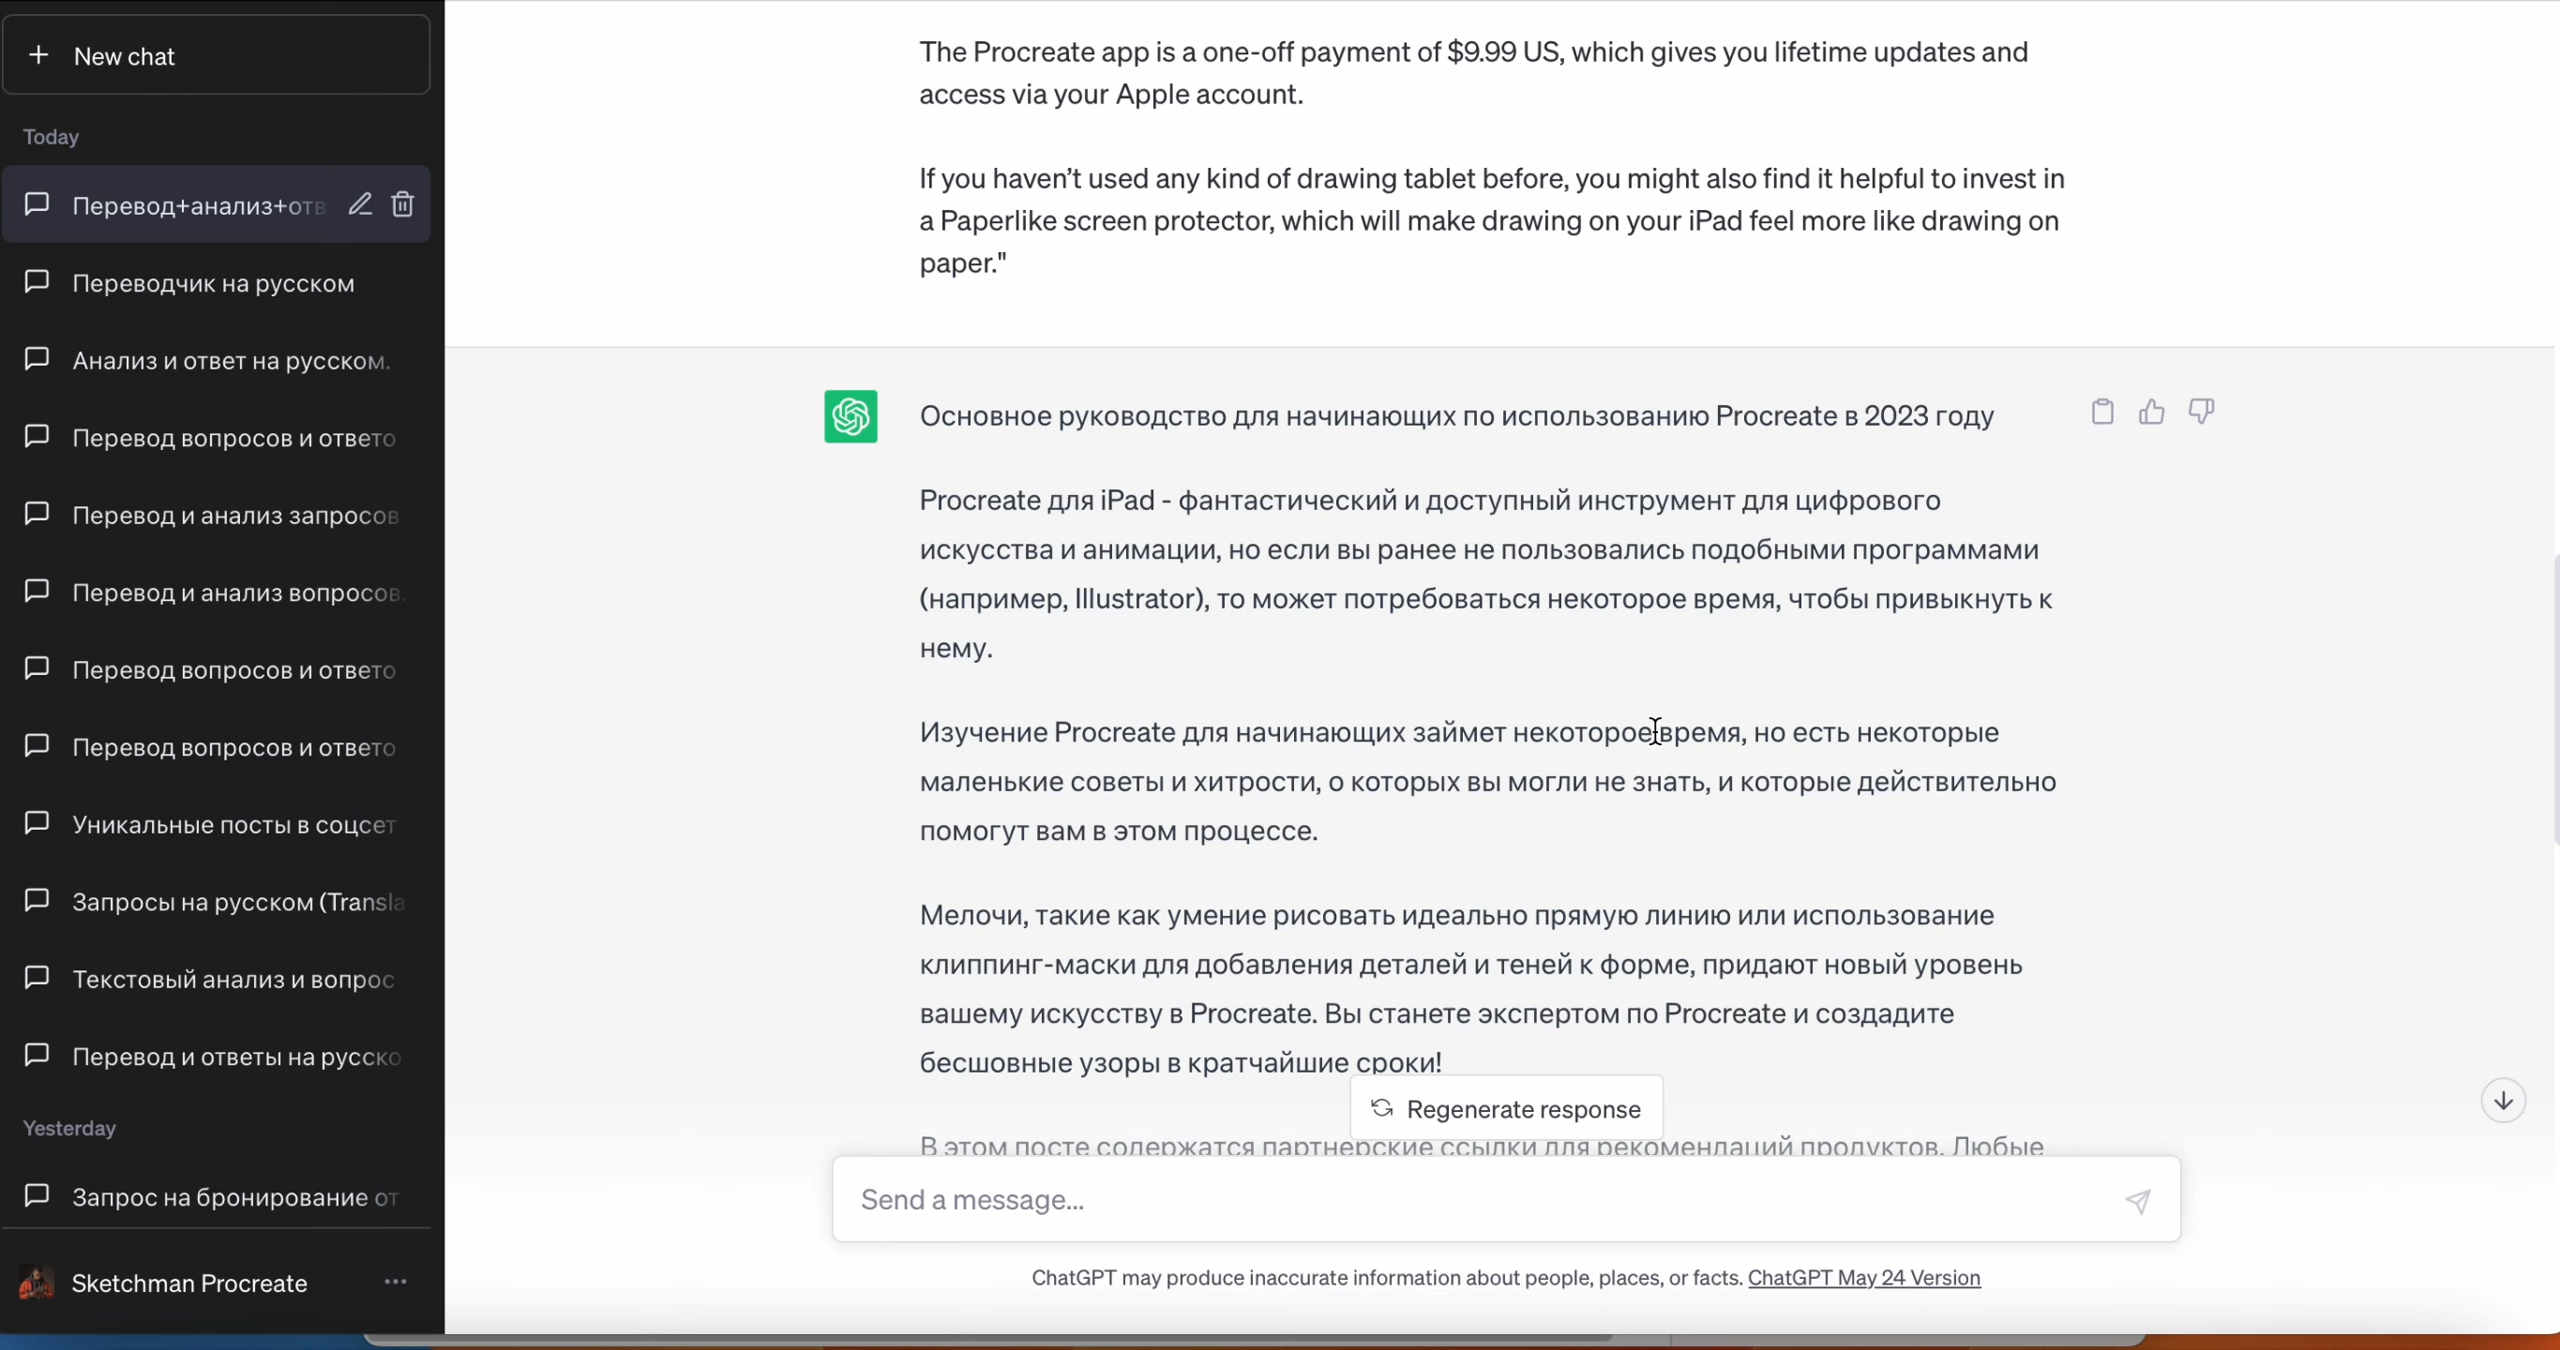 New chat
Today
Перевод+анализ+отв
Переводчик на русском
Анализ и ответ на русском.
Перевод вопросов и ответо
Перевод и анализ запросов
Перевод и анализ вопросов.
Перевод вопросов и ответо
Перевод вопросов и ответо
Уникальные посты в соцсет
Запросы на русском (Transla
Текстовый анализ и вопрос
Перевод и ответы на русско
Yesterday
Запрос на бронирование от
Sketchman Procreate
The Procreate app is a one-off payment of $9.99 US, which gives you lifetime updates and
access via your Apple account.
If you haven’t used any kind of drawing tablet before, you might also find it helpful to invest in
a Paperlike screen protector, which will make drawing on your iPad feel more like drawing on
paper."
Основное руководство для начинающих по использованию Procreate в 2023 году
Procreate для iPad - фантастический и доступный инструмент для цифрового
искусства и анимации, но если вы ранее не пользовались подобными программами
(например, Illustrator), то может потребоваться некоторое время, чтобы привыкнуть к
нему.
Изучение Procreate для начинающих займет некоторое время, но есть некоторые
маленькие советы и хитрости, о которых вы могли не знать, и которые действительно
помогут вам в этом процессе.
Мелочи, такие как умение рисовать идеально прямую линию или использование
клиппинг-маски для добавления деталей и теней к форме, придают новый уровень
вашему искусству в Procreate. Вы станете экспертом по Procreate и создадите
бесшовные узоры в кратчайшие сроки!
Regenerate response
В этом посте содержатся партнерские ссылки для рекомендаций продуктов. Любые
Send a message...
ChatGPT may produce inaccurate information about people, places, or facts. ChatGPT May 24 Version